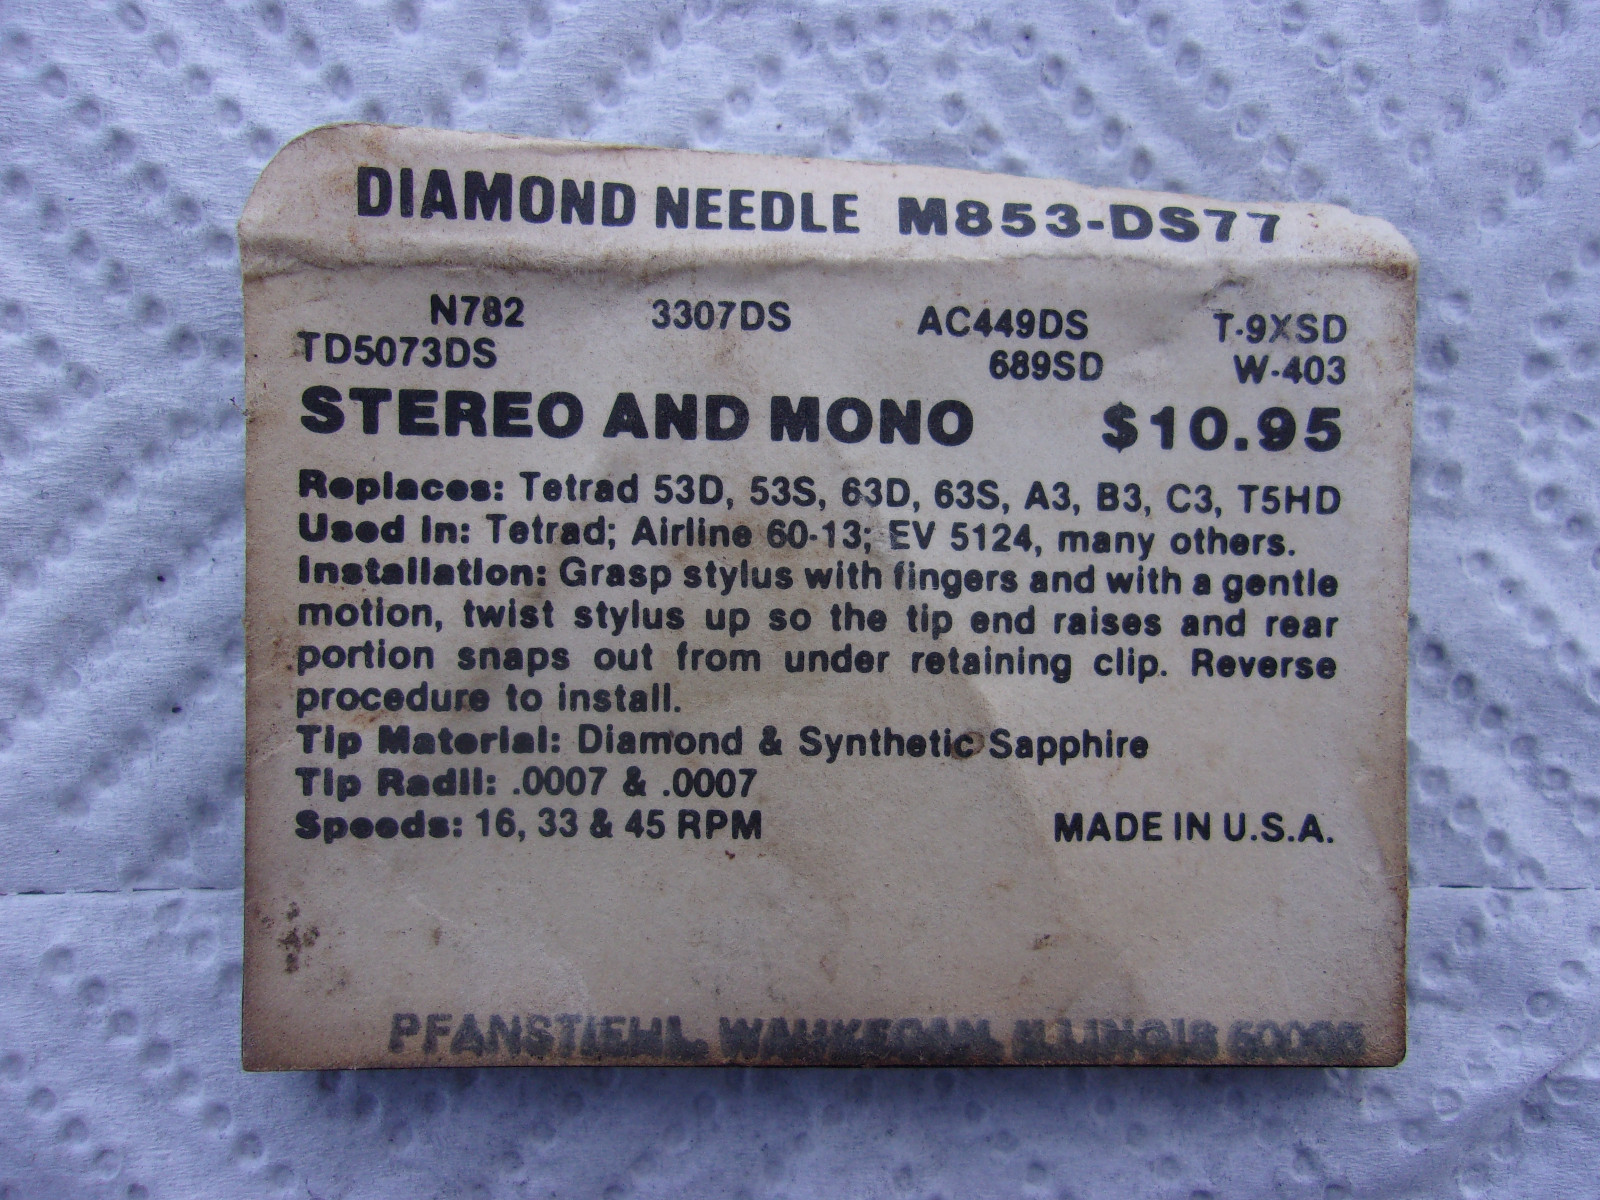 DIAMOND NEEDLE M853-DS77
N782 3307DS AC449DS T-9XSD
TD5073DS 689SD W-403
STEREO AND MONO $10.95
Replaces: Tetrad 53D, 53S, 63D, 63S, A3, B3, C3, T5HD
Used In: Tetrad; Airline 60-13; EV 5124, many others.
Installation: Grasp stylus with fingers and with a gentle
motion, twist stylus up so the tip end raises and rear
portion snaps out from under retaining clip. Reverse
procedure to install.
Tip Material: Diamond & Synthetic Sapphire
Tip Radii: .0007 & .0007
Speeds: 16, 33 & 45 RPM MADE IN U.S.A.
PFANSTIEHL, WAUKEGAN, ILLINOIS